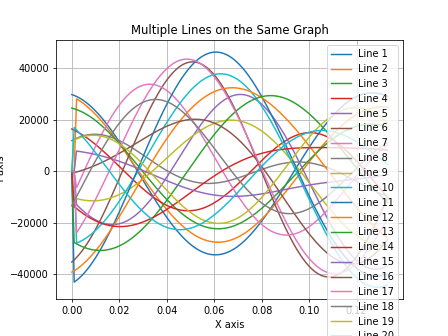 Multiple Lines on the Same Graph
40000
20000
0
−20000
−40000
axis
0.00
0.02
0.04
0.06
0.08
0.10
X axis
Line 1
Line 2
Line 3
Line 4
Line 5
Line 6
Line 7
Line 8
Line 9
Line 10
Line 11
Line 12
Line 13
Line 14
Line 15
Line 16
Line 17
Line 18
Line 19
Line 20